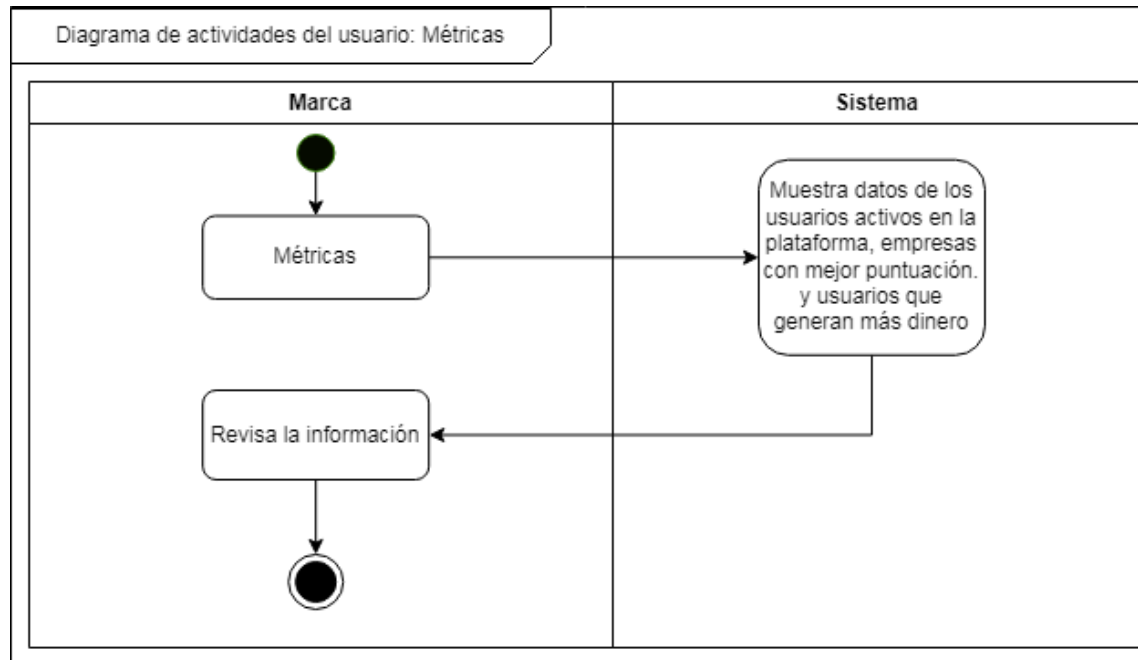 Diagrama de actividades del usuario: Métricas
Marca
Sistema
Métricas
Muestra datos de los
usuarios activos en la
plataforma, empresas
con mejor puntuación.
y usuarios que
generan más dinero
Revisa la información